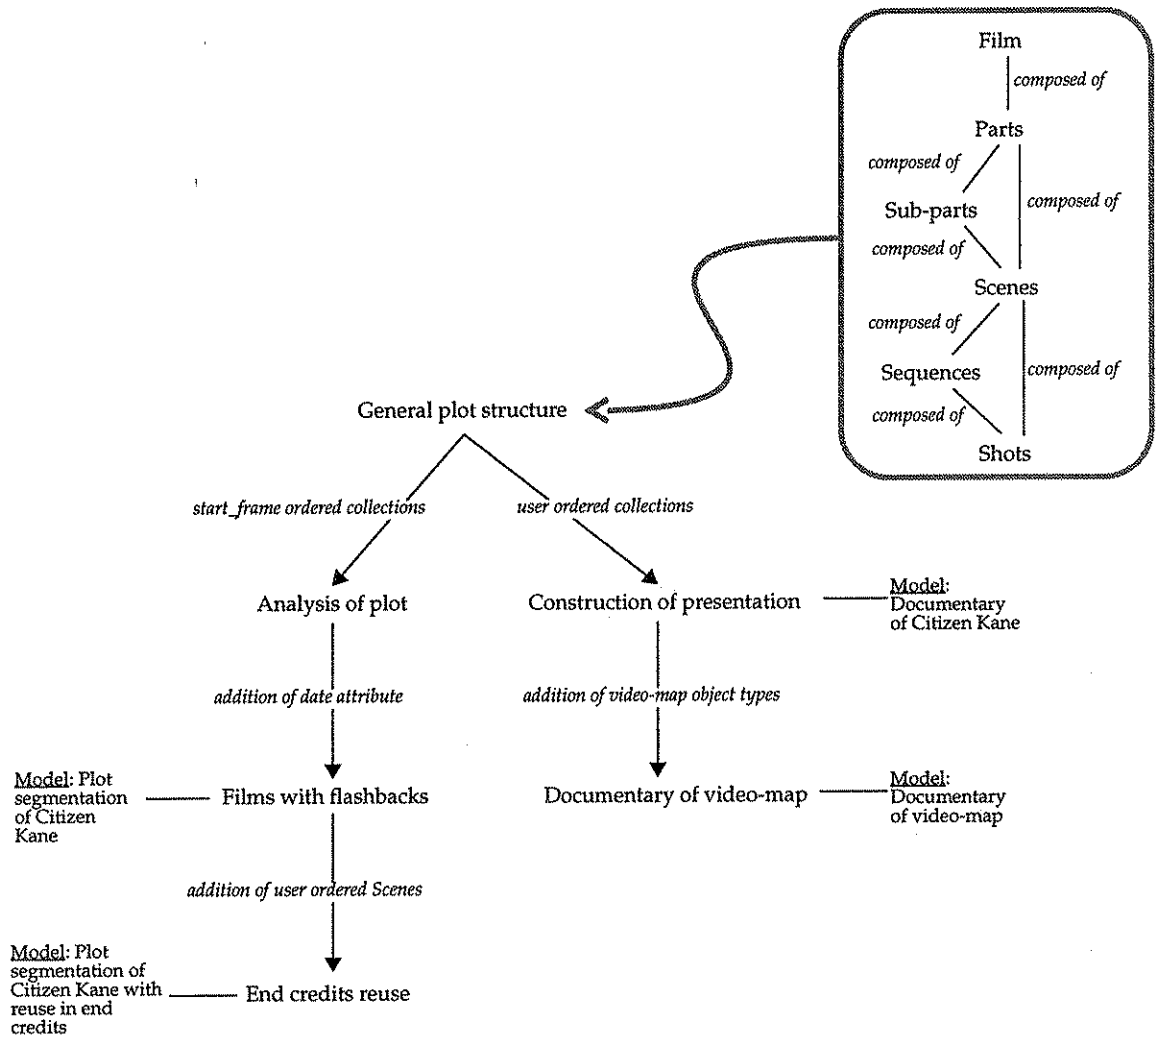 Film
composed of
Parts
composed of
composed of
Sub-parts
composed of
Scenes
composed of
composed of
Sequences
composed of
Shots
General plot structure
start_frame ordered collections
user ordered collections
Analysis of plot
Construction of presentation
Model:
Documentary
of Citizen Kane
addition of date attribute
addition of video-map object types
Model: Plot
segmentation
of Citizen
Kane
Films with flashbacks
Documentary of video-map
Model:
Documentary
of video-map
addition of user ordered Scenes
Model: Plot
segmentation of
Citizen Kane with
reuse in end
credits
End credits reuse